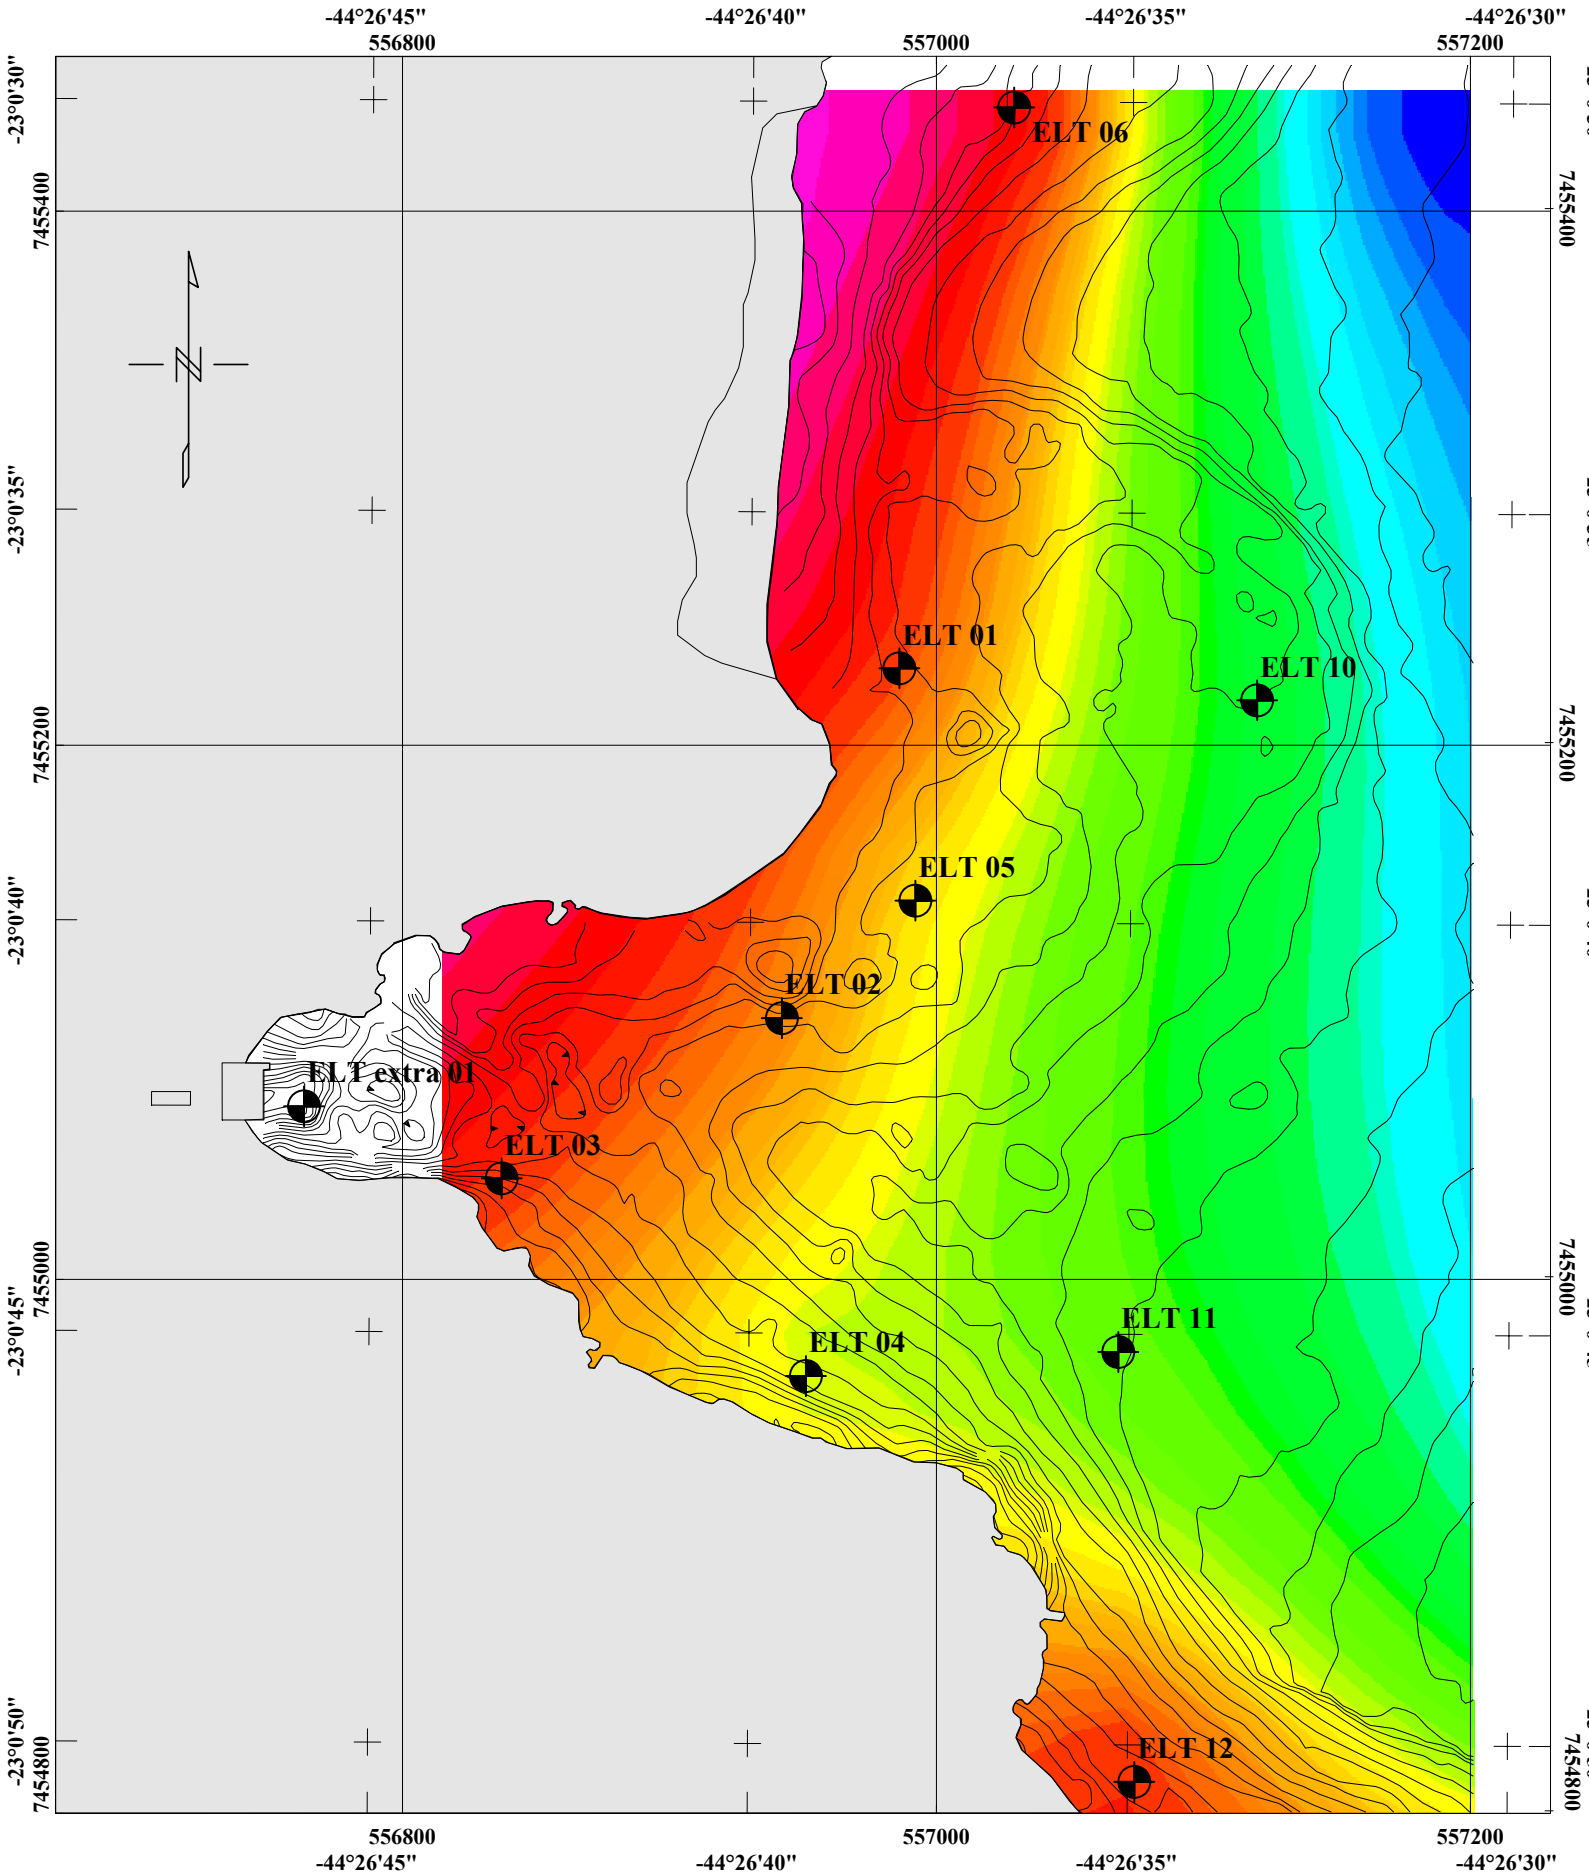 -44°26'45" -44°26'40" -44°26'35" -44°26'30"
556800 557000 557200
-23°0'30"
7455400 7455400
N
-23°0'35"
7455200 7455200
-23°0'40"
7455000 7455000
-23°0'45"
-23°0'50"
7454800 7454800
ELT 06
ELT 01
ELT 10
ELT 05
ELT 02
ELT extra 01
ELT 03
ELT 11
ELT 04
ELT 12
556800 557000 557200
-44°26'45" -44°26'40" -44°26'35" -44°26'30"